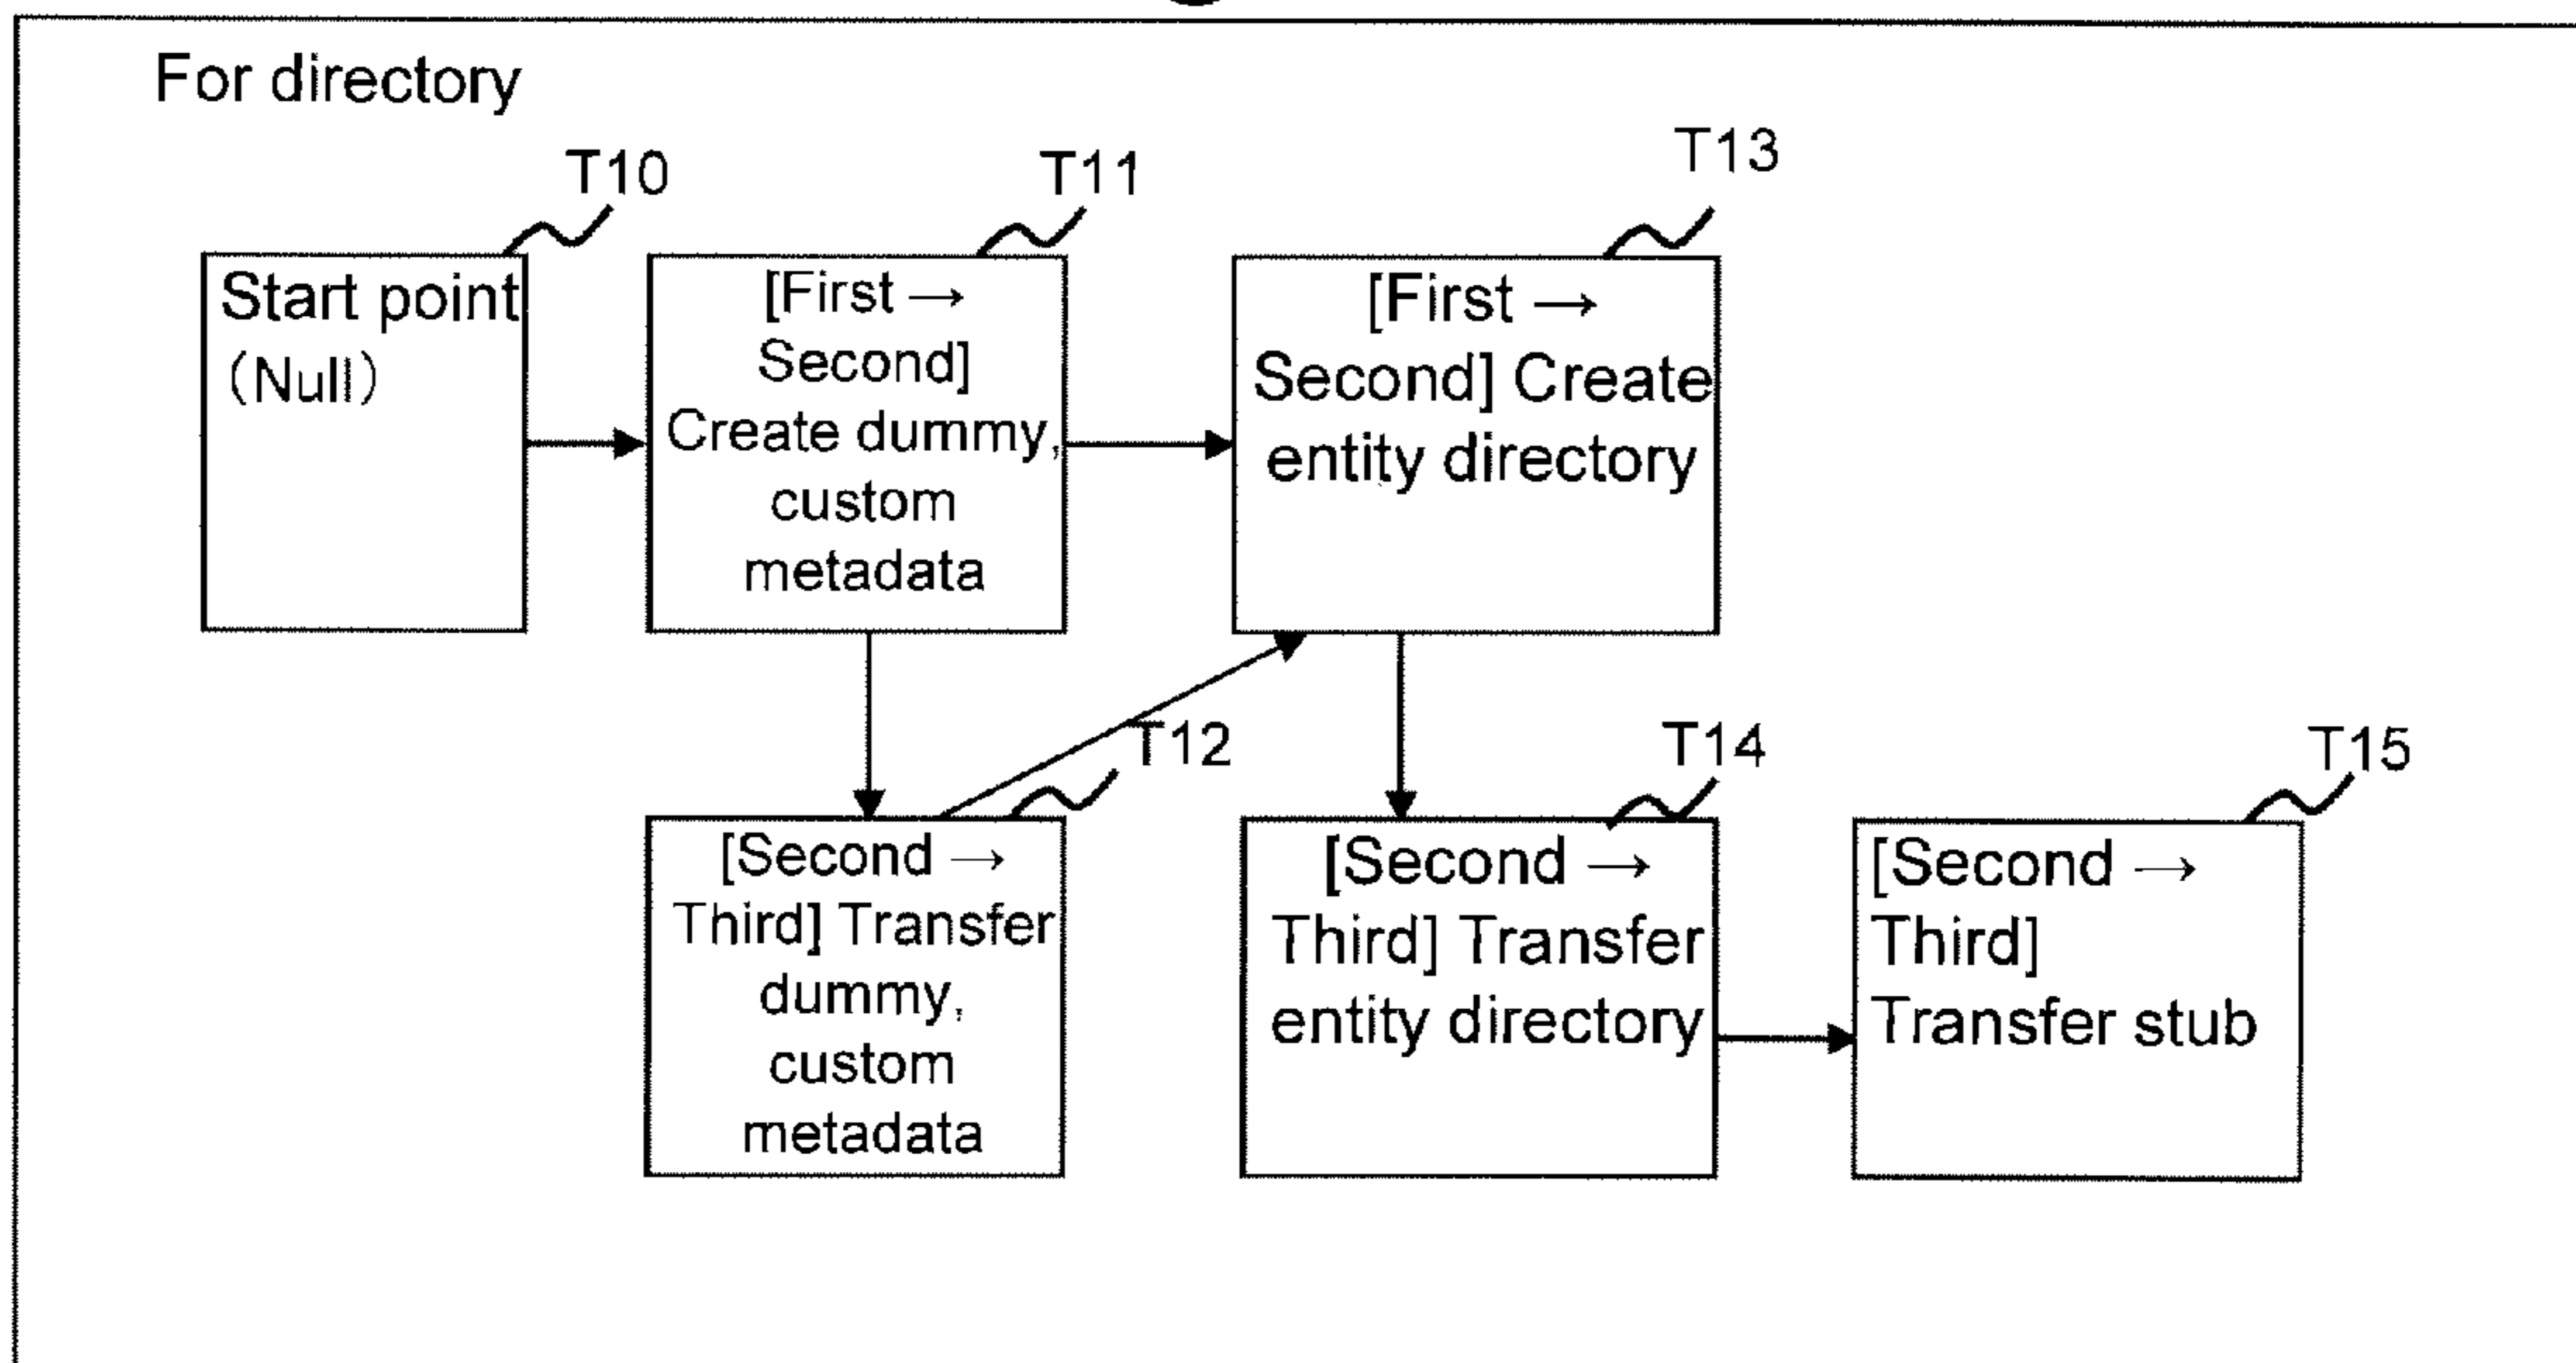 For directory
T10
T11
T13
Start point
(Null)
[First →
Second]
Create dummy,
custom
metadata
[First →
Second] Create
entity directory
T12
T14
T15
[Second →
Third] Transfer
dummy,
custom
metadata
[Second →
Third] Transfer
entity directory
[Second →
Third]
Transfer stub